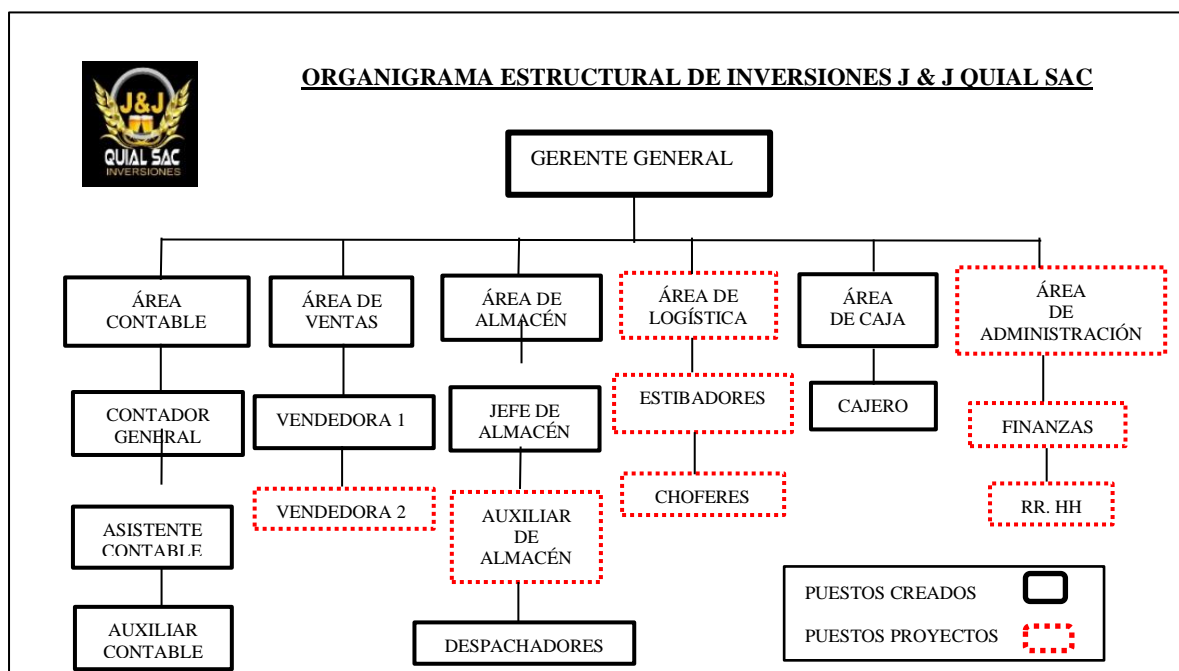 ORGANIGRAMA ESTRUCTURAL DE INVERSIONES J & J QUIAL SAC
J&J
QUIAL SAC
INVERSIONES
GERENTE GENERAL
ÁREA
CONTABLE
ÁREA DE
VENTAS
ÁREA DE
ALMACÉN
ÁREA DE
LOGÍSTICA
ÁREA
DE CAJA
ÁREA
DE
ADMINISTRACIÓN
CONTADOR
GENERAL
VENDEDORA 1
JEFE DE
ALMACÉN
ESTIBADORES
CAJERO
FINANZAS
VENDEDORA 2
CHOFERES
RR. HH
ASISTENTE
CONTABLE
AUXILIAR
DE
ALMACÉN
AUXILIAR
CONTABLE
DESPACHADORES
PUESTOS CREADOS
PUESTOS PROYECTOS